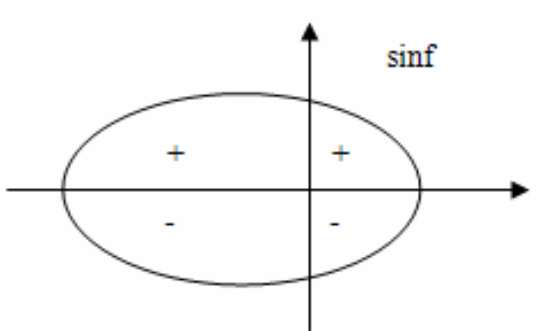 sinf
+ +
- -